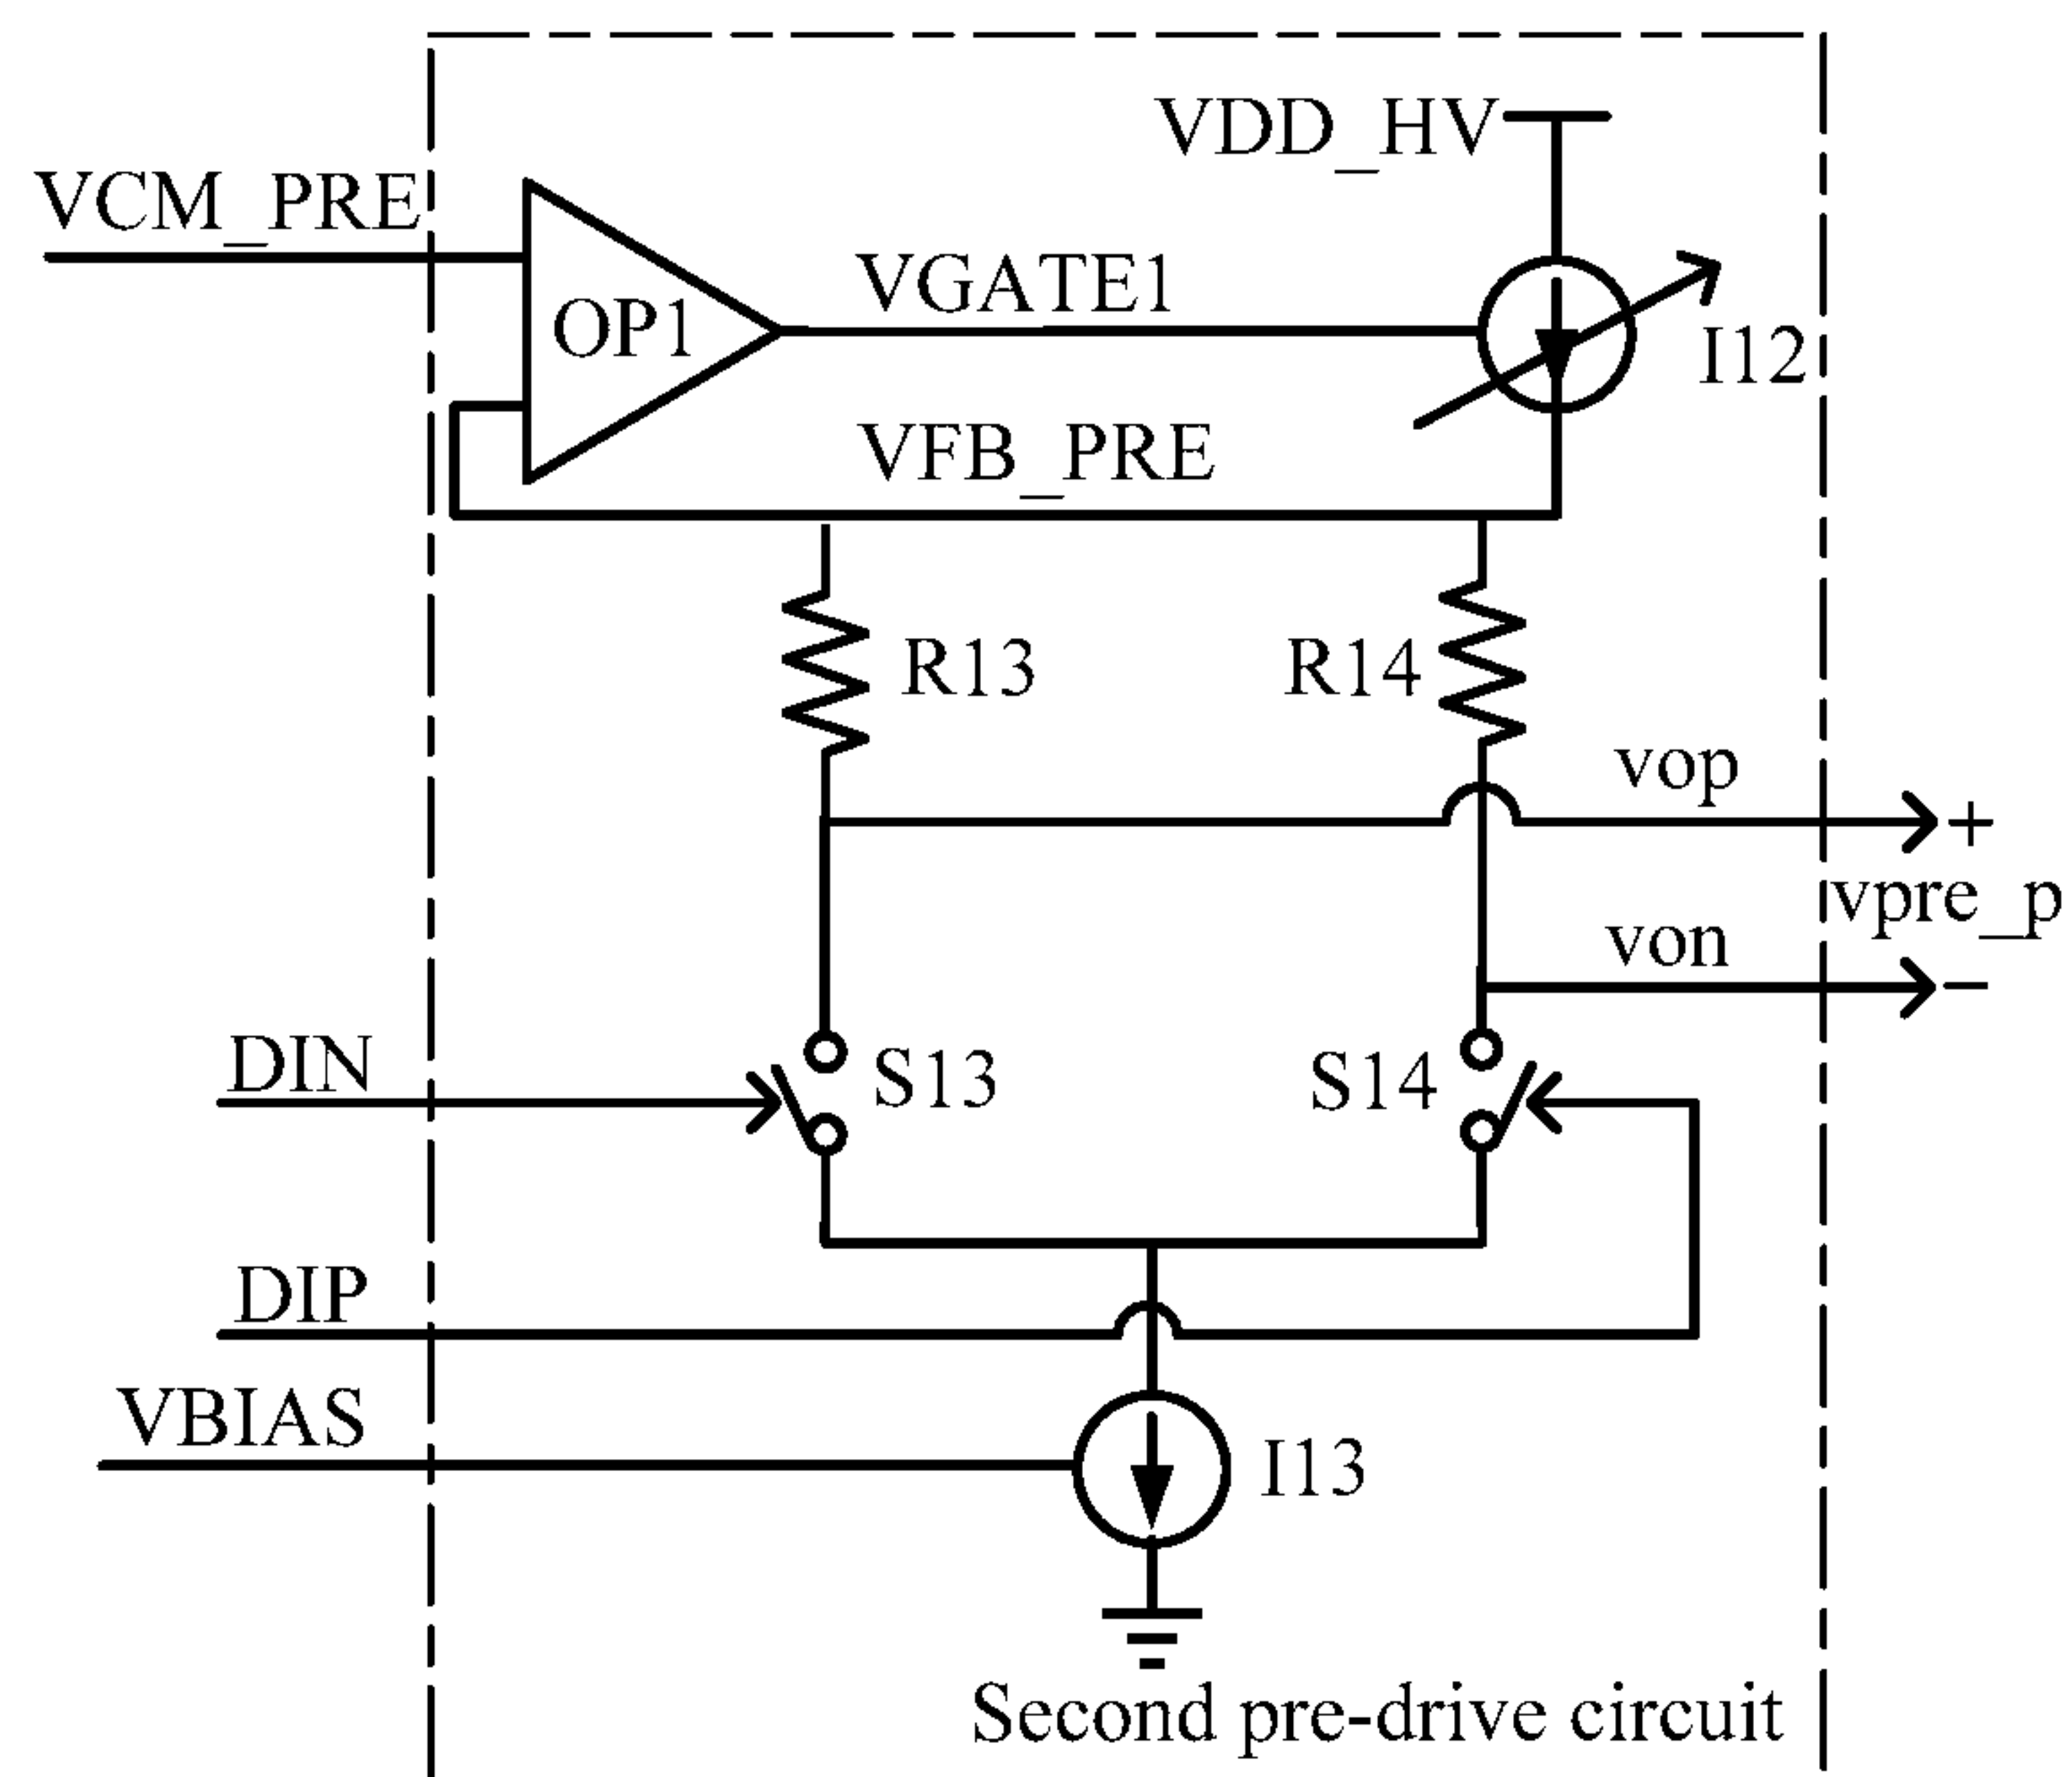 VDD_HV
VCM_PRE
VGATE1
OP1
I12
VFB_PRE
R13
R14
vop
+
vpre_p
von
−
DIN
S13
S14
DIP
VBIAS
I13
Second pre-drive circuit